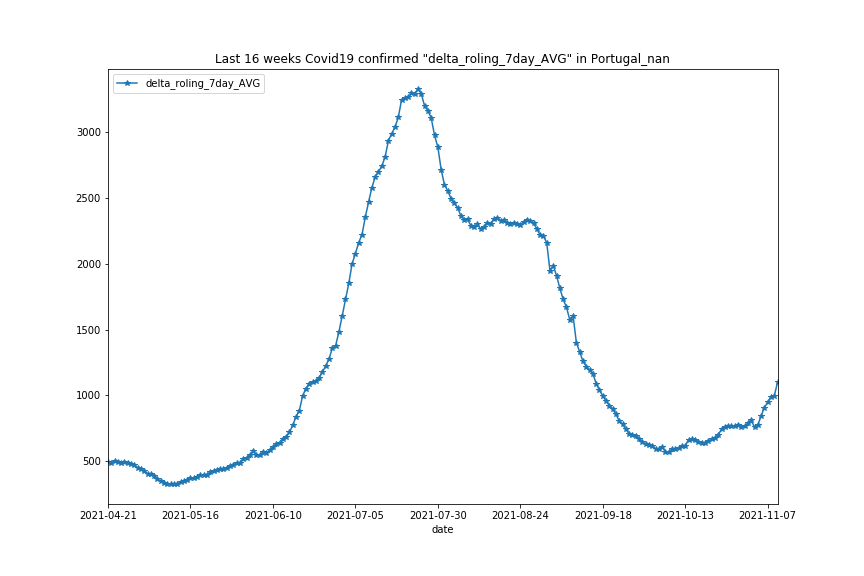 Last 16 weeks Covid19 confirmed "delta_roling_7day_AVG" in Portugal_nan
delta_roling_7day_AVG
3000
2500
2000
1500
1000
500
2021-04-21 2021-05-16 2021-06-10 2021-07-05 2021-07-30 2021-08-24 2021-09-18 2021-10-13 2021-11-07
date